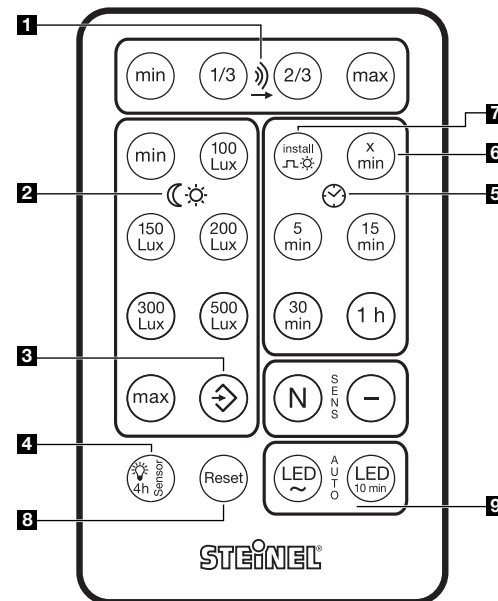 1
min 1/3 2/3 max
7
min 100 Lux install x min
6
2
5
150 Lux 200 Lux 5 min 15 min
300 Lux 500 Lux 30 min 1 h
3
max N SENS −
4
4h Sensor Reset LED ~ AUTO LED 10 min
8
9
STEINEL®